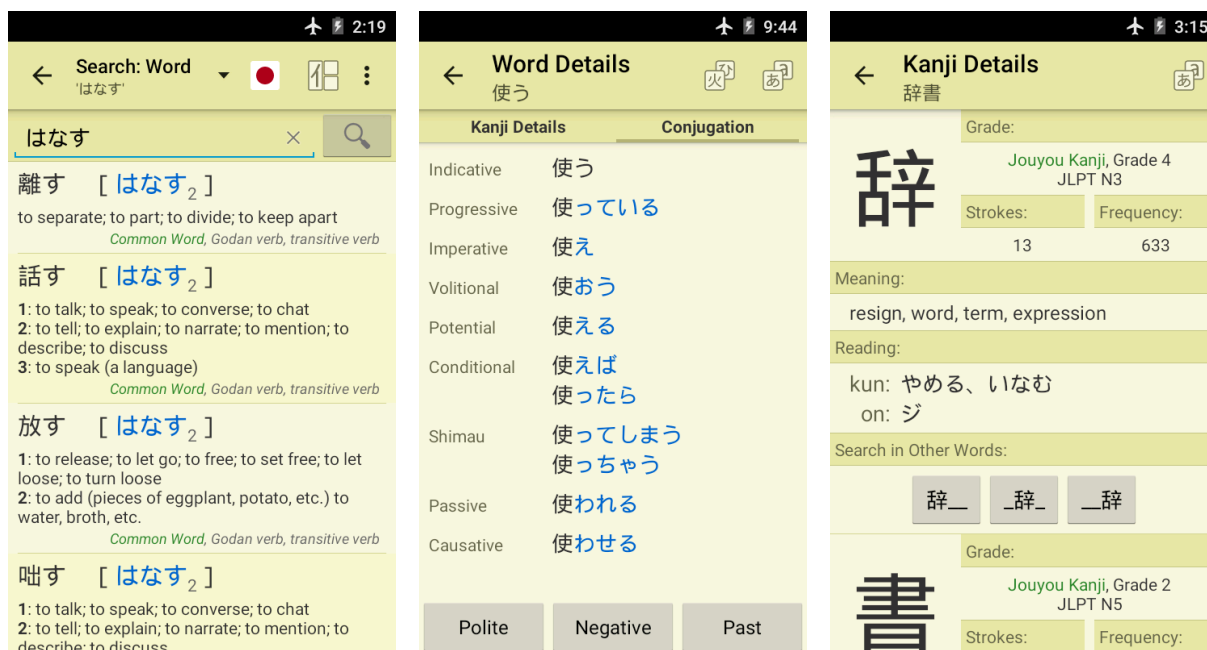 2:19
Search: Word
'はなす'
はなす
離す [ はなす2 ]
to separate; to part; to divide; to keep apart
Common Word, Godan verb, transitive verb
話す [ はなす2 ]
1: to talk; to speak; to converse; to chat
2: to tell; to explain; to narrate; to mention; to
describe; to discuss
3: to speak (a language)
Common Word, Godan verb, transitive verb
放す [ はなす2 ]
1: to release; to let go; to free; to set free; to let
loose; to turn loose
2: to add (pieces of eggplant, potato, etc.) to
water, broth, etc.
Common Word, Godan verb, transitive verb
咄す [ はなす2 ]
1: to talk; to speak; to converse; to chat
2: to tell; to explain; to narrate; to mention; to
describe; to discuss
9:44
Word Details
使う
火 ひ
あ a
Kanji Details Conjugation
Indicative 使う
Progressive 使っている
Imperative 使え
Volitional 使おう
Potential 使える
Conditional 使えば
使ったら
Shimau 使ってしまう
使っちゃう
Passive 使われる
Causative 使わせる
Polite Negative Past
3:15
Kanji Details
辞書
あ a
辞
Grade:
Jouyou Kanji, Grade 4
JLPT N3
Strokes: Frequency:
13 633
Meaning:
resign, word, term, expression
Reading:
kun: やめる、いなむ
on: ジ
Search in Other Words:
辞__ _辞_ __辞
書
Grade:
Jouyou Kanji, Grade 2
JLPT N5
Strokes: Frequency: